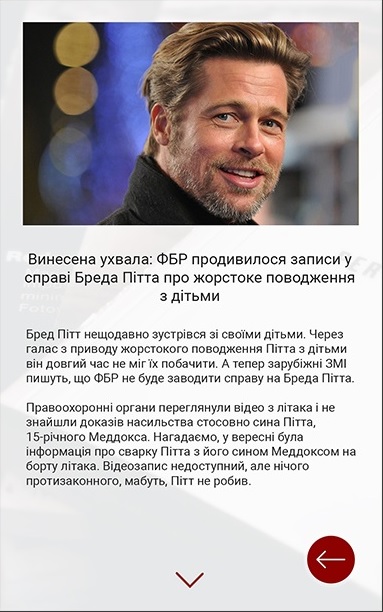 Винесена ухвала: ФБР продивилося записи у
справі Бреда Пітта про жорстоке поводження
з дітьми
Бред Пітт нещодавно зустрівся зі своїми дітьми. Через
галас з приводу жорстокого поводження Пітта з дітьми
він довгий час не міг їх побачити. А тепер зарубіжні ЗМІ
пишуть, що ФБР не буде заводити справу на Бреда Пітта.
Правоохоронні органи переглянули відео з літака і не
знайшли доказів насильства стосовно сина Пітта,
15-річного Меддокса. Нагадаємо, у вересні була
інформація про сварку Пітта з його сином Меддоксом на
борту літака. Відеозапис недоступний, але нічого
протизаконного, мабуть, Пітт не робив.